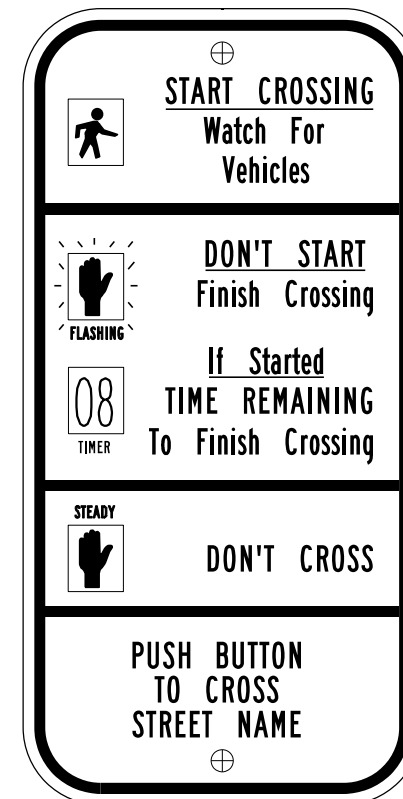 START CROSSING
Watch For
Vehicles
DON'T START
Finish Crossing
FLASHING
If Started
08
TIME REMAINING
TIMER
To Finish Crossing
STEADY
DON'T CROSS
PUSH BUTTON
TO CROSS
STREET NAME